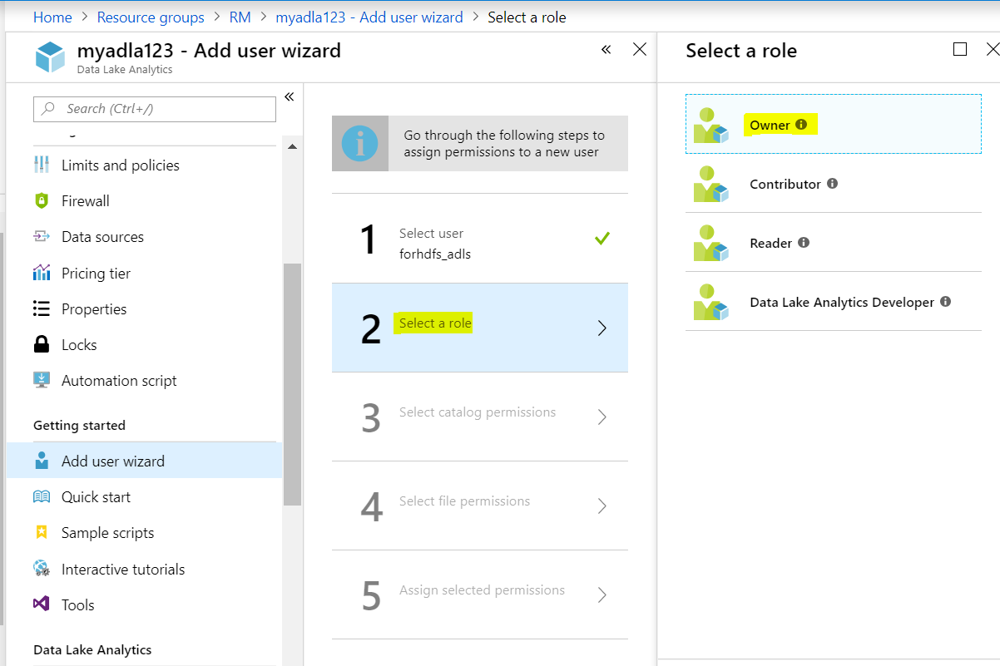 Home > Resource groups > RM > myadla123 - Add user wizard > Select a role
myadla123 - Add user wizard
Data Lake Analytics
Search (Ctrl+/)
Limits and policies
Firewall
Data sources
Pricing tier
Properties
Locks
Automation script
Getting started
Add user wizard
Quick start
Sample scripts
Interactive tutorials
Tools
Data Lake Analytics
Go through the following steps to
assign permissions to a new user
1 Select user
forhdfs_adls
2 Select a role
3 Select catalog permissions
4 Select file permissions
5 Assign selected permissions
Select a role
Owner
Contributor
Reader
Data Lake Analytics Developer